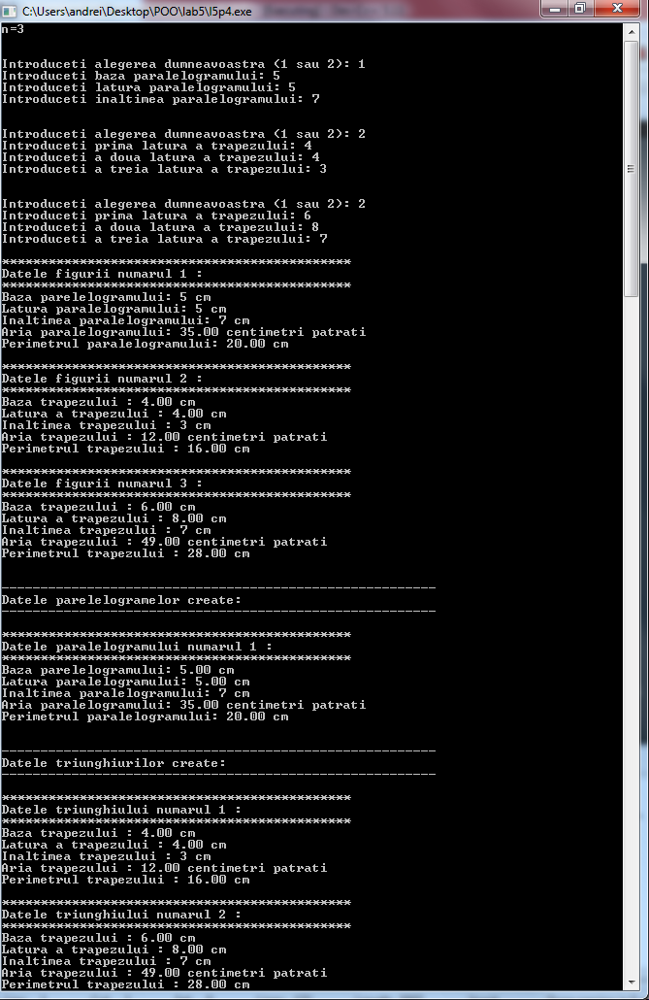 C:\Users\andrei\Desktop\POO\lab5\l5p4.exe
n=3
Introduceti alegerea dumneavoastra (1 sau 2): 1
Introduceti baza paralelogramului: 5
Introduceti latura paralelogramului: 5
Introduceti inaltimea paralelogramului: 7
Introduceti alegerea dumneavoastra (1 sau 2): 2
Introduceti prima latura a trapezului: 4
Introduceti a doua latura a trapezului: 4
Introduceti a treia latura a trapezului: 3
Introduceti alegerea dumneavoastra (1 sau 2): 2
Introduceti prima latura a trapezului: 6
Introduceti a doua latura a trapezului: 8
Introduceti a treia latura a trapezului: 7
*********************************************
Datele figurii numarul 1 :
*********************************************
Baza parelelogramului: 5 cm
Latura paralelogramului: 5 cm
Inaltimea paralelogramului: 7 cm
Aria paralelogramului: 35.00 centimetri patrati
Perimetrul paralelogramului: 20.00 cm
*********************************************
Datele figurii numarul 2 :
*********************************************
Baza trapezului : 4.00 cm
Latura a trapezului : 4.00 cm
Inaltimea trapezului : 3 cm
Aria trapezului : 12.00 centimetri patrati
Perimetrul trapezului : 16.00 cm
*********************************************
Datele figurii numarul 3 :
*********************************************
Baza trapezului : 6.00 cm
Latura a trapezului : 8.00 cm
Inaltimea trapezului : 7 cm
Aria trapezului : 49.00 centimetri patrati
Perimetrul trapezului : 28.00 cm
--------------------------------------------------------
Datele parelelogramelor create:
--------------------------------------------------------
*********************************************
Datele paralelogramului numarul 1 :
*********************************************
Baza parelelogramului: 5.00 cm
Latura paralelogramului: 5.00 cm
Inaltimea paralelogramului: 7 cm
Aria paralelogramului: 35.00 centimetri patrati
Perimetrul paralelogramului: 20.00 cm
--------------------------------------------------------
Datele triunghiurilor create:
--------------------------------------------------------
*********************************************
Datele triunghiului numarul 1 :
*********************************************
Baza trapezului : 4.00 cm
Latura a trapezului : 4.00 cm
Inaltimea trapezului : 3 cm
Aria trapezului : 12.00 centimetri patrati
Perimetrul trapezului : 16.00 cm
*********************************************
Datele triunghiului numarul 2 :
*********************************************
Baza trapezului : 6.00 cm
Latura a trapezului : 8.00 cm
Inaltimea trapezului : 7 cm
Aria trapezului : 49.00 centimetri patrati
Perimetrul trapezului : 28.00 cm